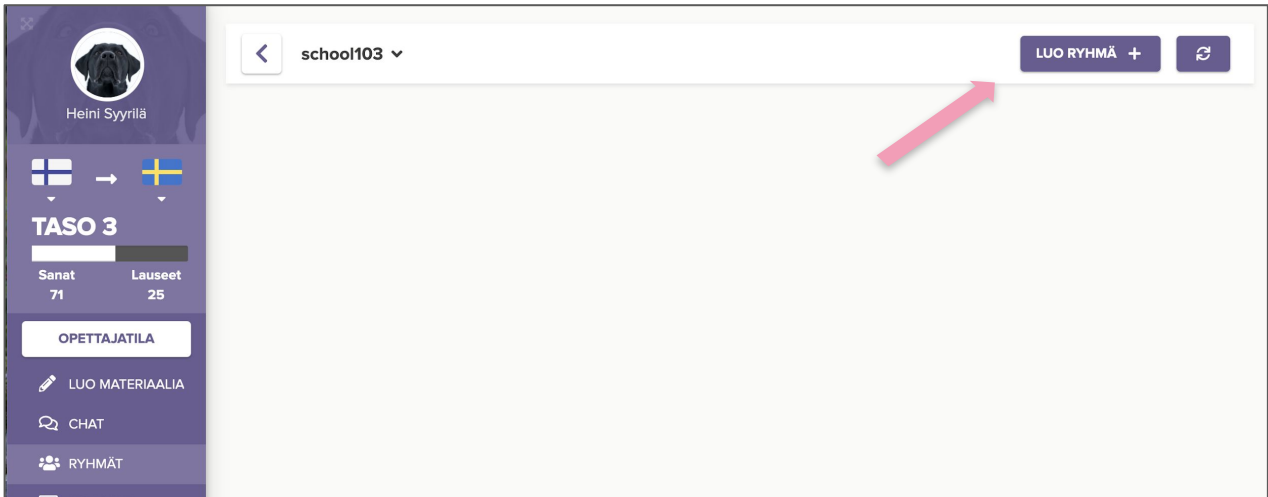 school103
LUO RYHMÄ +
Heini Syyrilä
TASO 3
Sanat Lauseet
71 25
OPETTAJATILA
LUO MATERIAALIA
CHAT
RYHMÄT